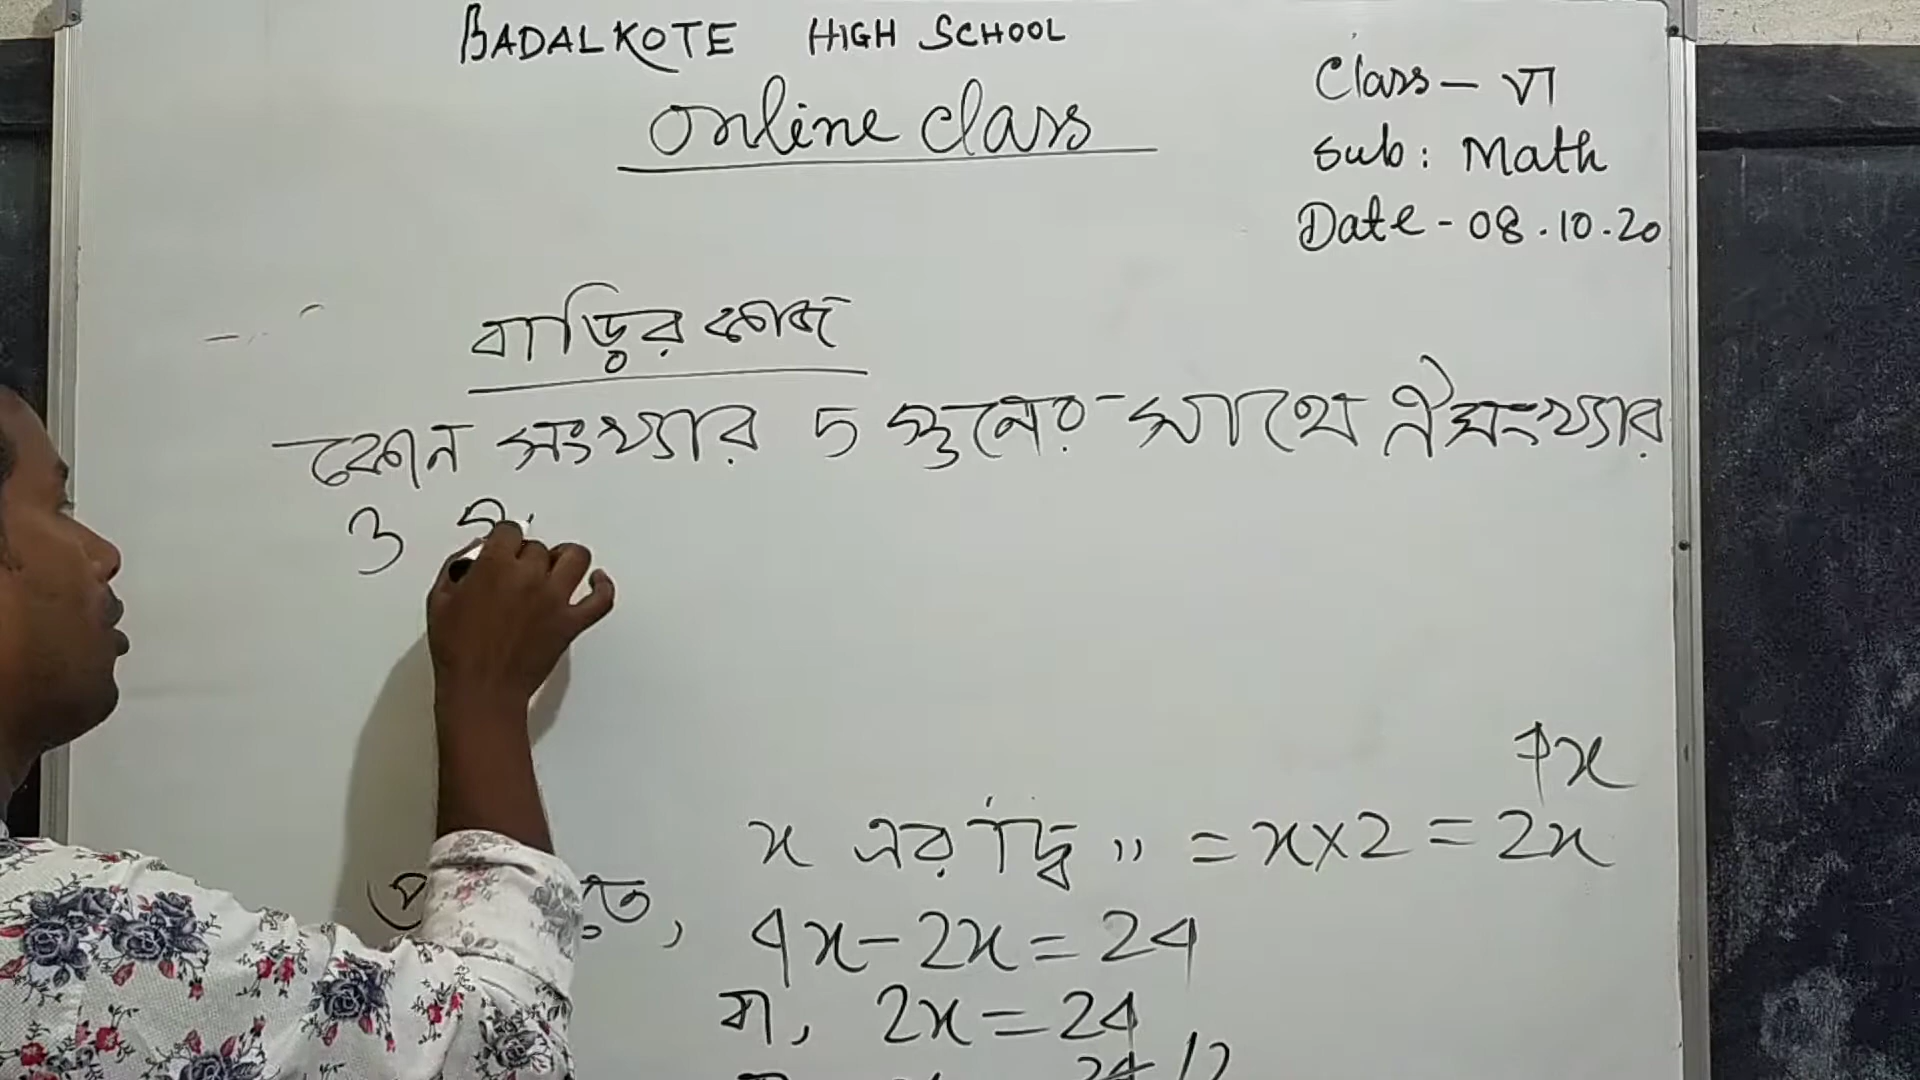 BADALKOTE HIGH SCHOOL
Online class
Class - VI
Sub: Math
Date - 08.10.20
বাড়ির কাজ
কোন সংখ্যার 5 গুনের সাথে ঐ সংখ্যার
3
4x
x এর দ্বি " = x×2 = 2x
4x-2x=24
বা, 2x=24